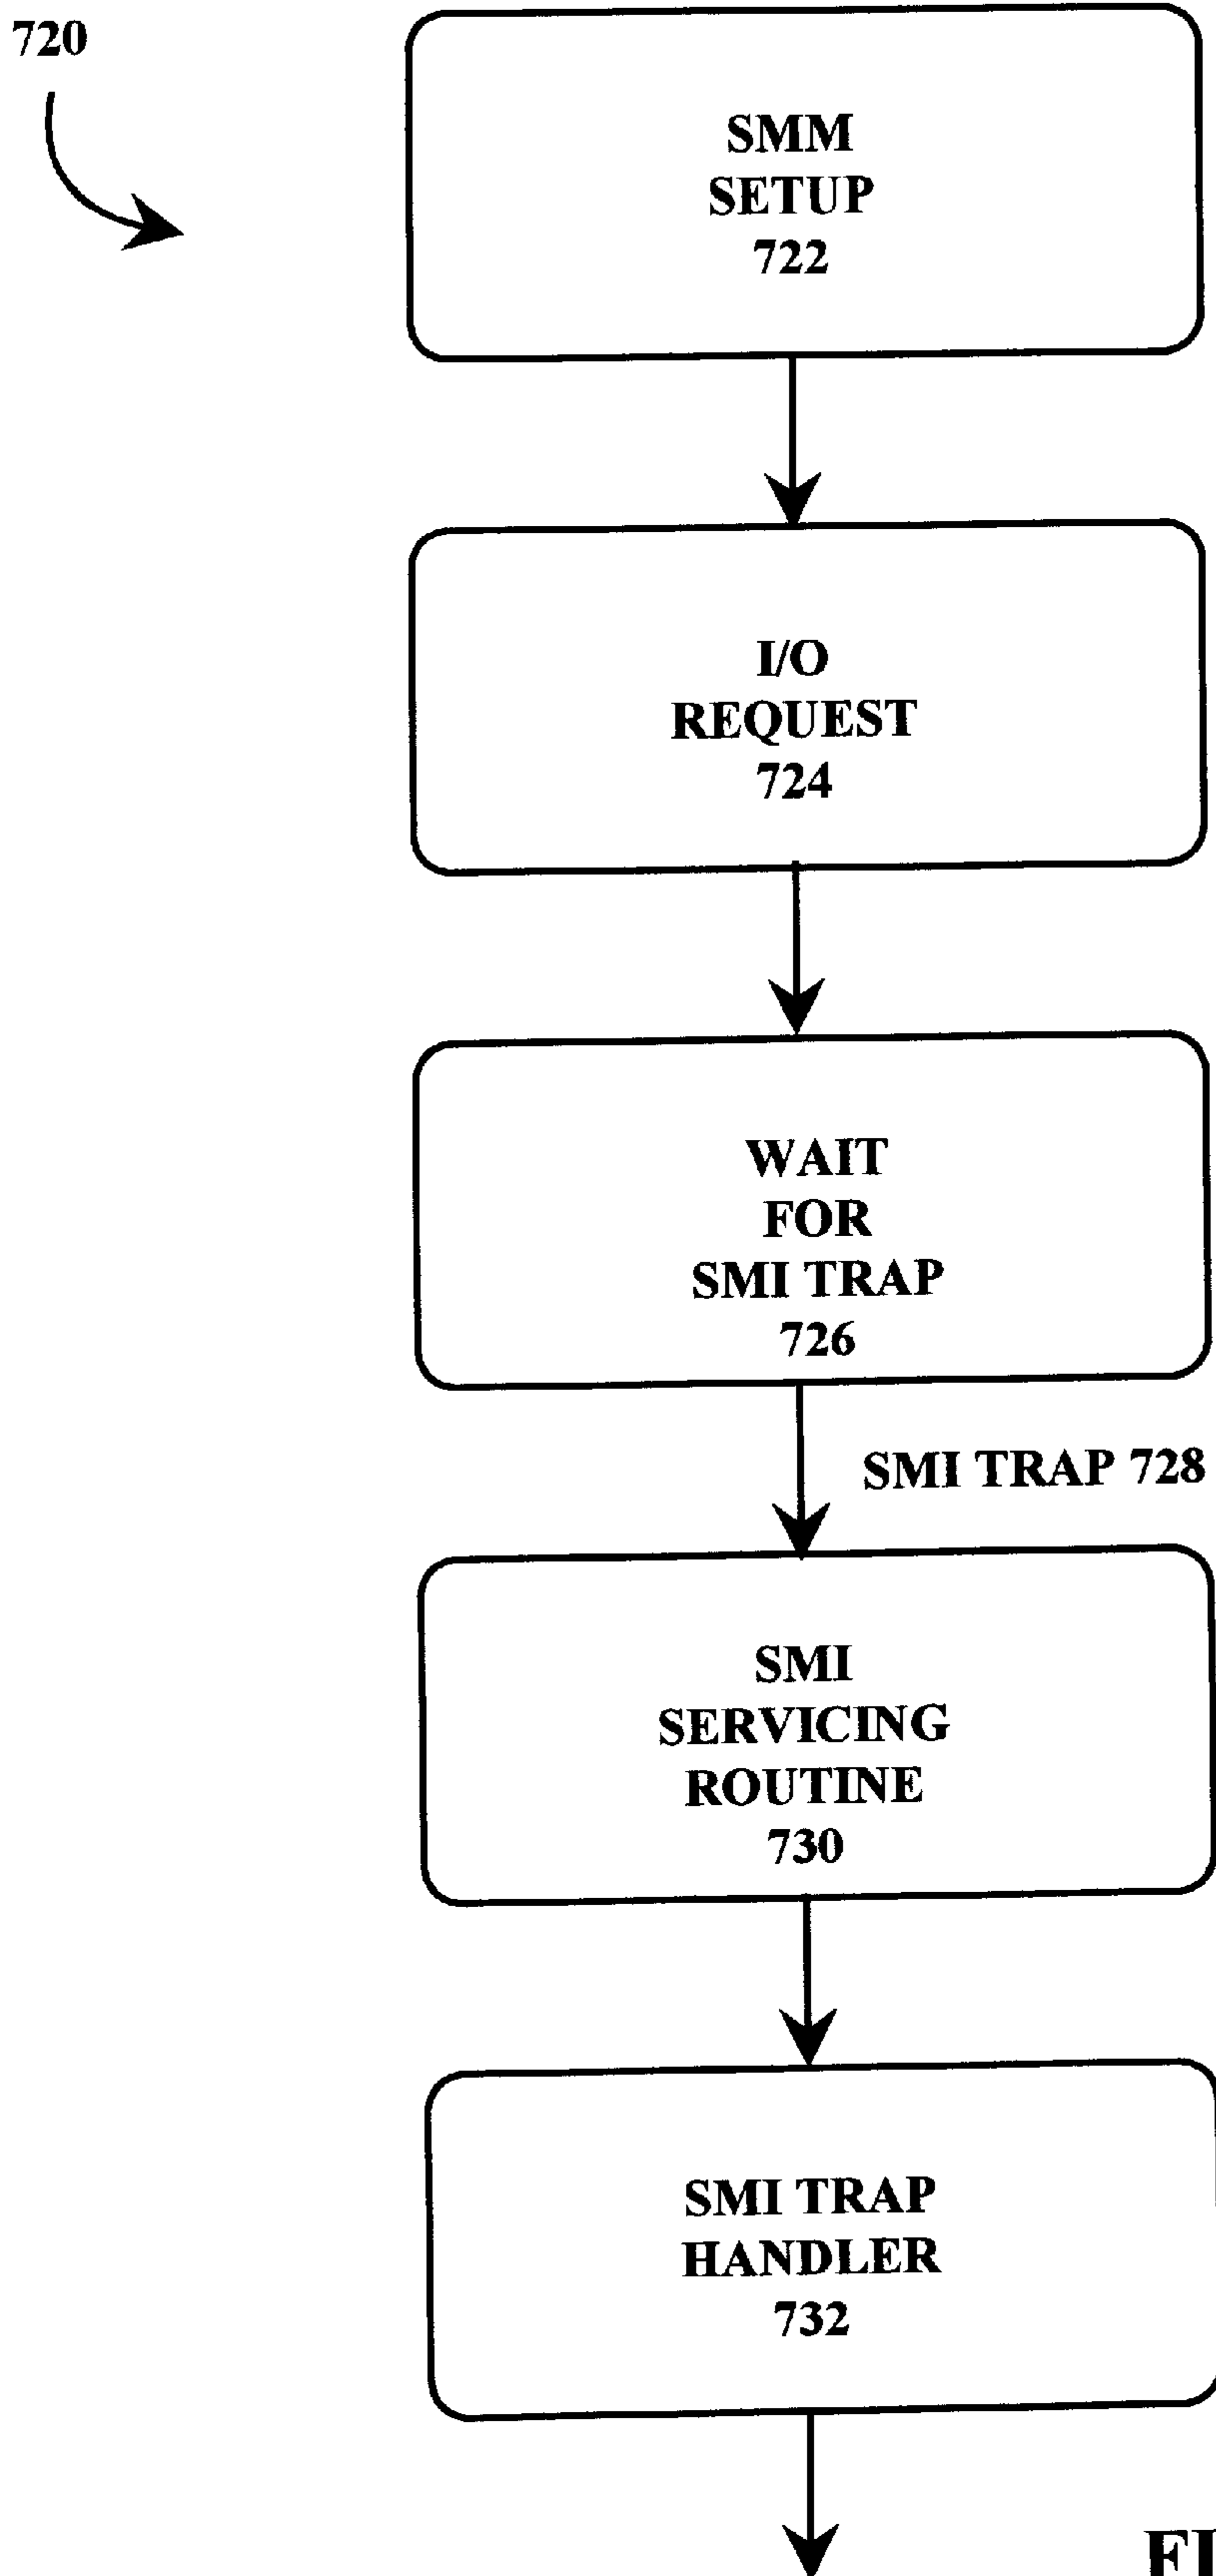 720
SMM
SETUP
722
I/O
REQUEST
724
WAIT
FOR
SMI TRAP
726
SMI TRAP 728
SMI
SERVICING
ROUTINE
730
SMI TRAP
HANDLER
732